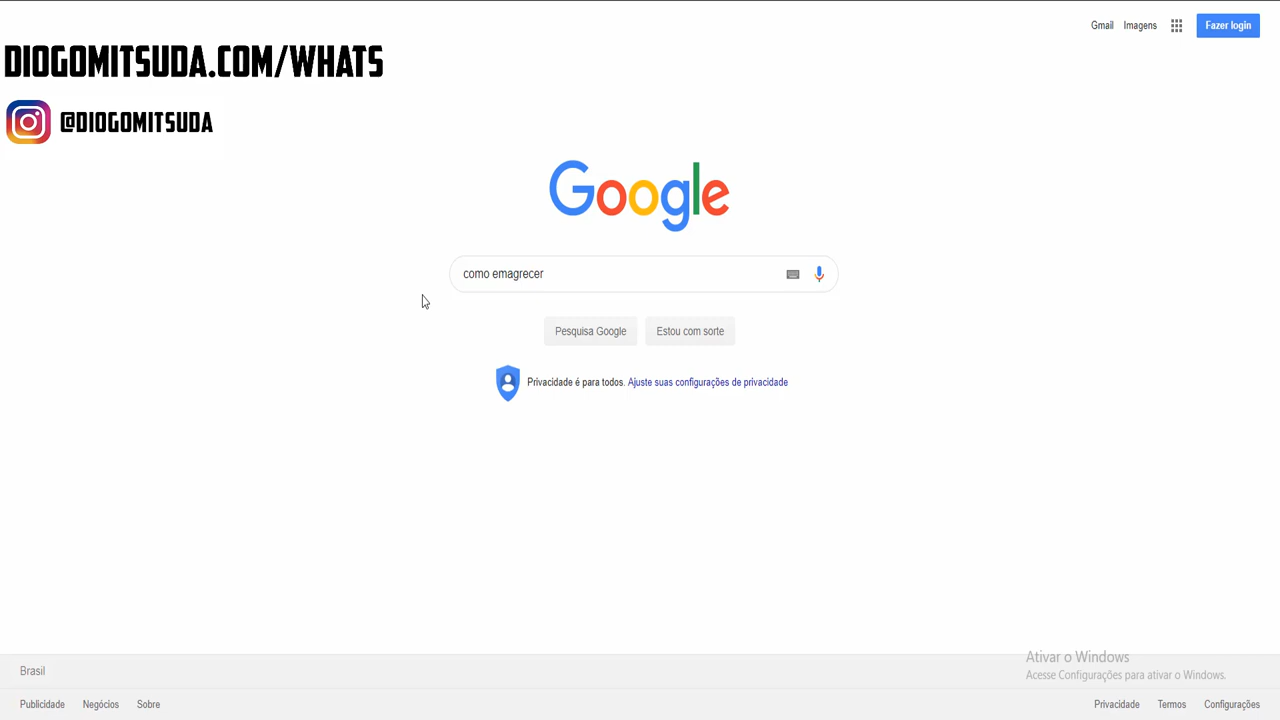 DIOGOMITSUDA.COM/WHATS
@DIOGOMITSUDA
Gmail Imagens Fazer login
Google
como emagrecer
Pesquisa Google Estou com sorte
Privacidade é para todos. Ajuste suas configurações de privacidade
Ativar o Windows
Acesse Configurações para ativar o Windows.
Brasil
Publicidade Negócios Sobre Privacidade Termos Configurações